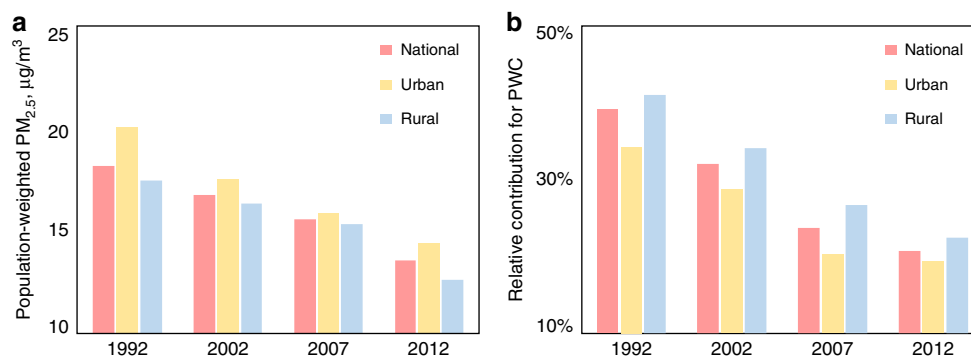 a
Population-weighted PM2.5, μg/m³
25
20
15
10
National
Urban
Rural
1992 2002 2007 2012
b
Relative contribution for PWC
50%
30%
10%
National
Urban
Rural
1992 2002 2007 2012